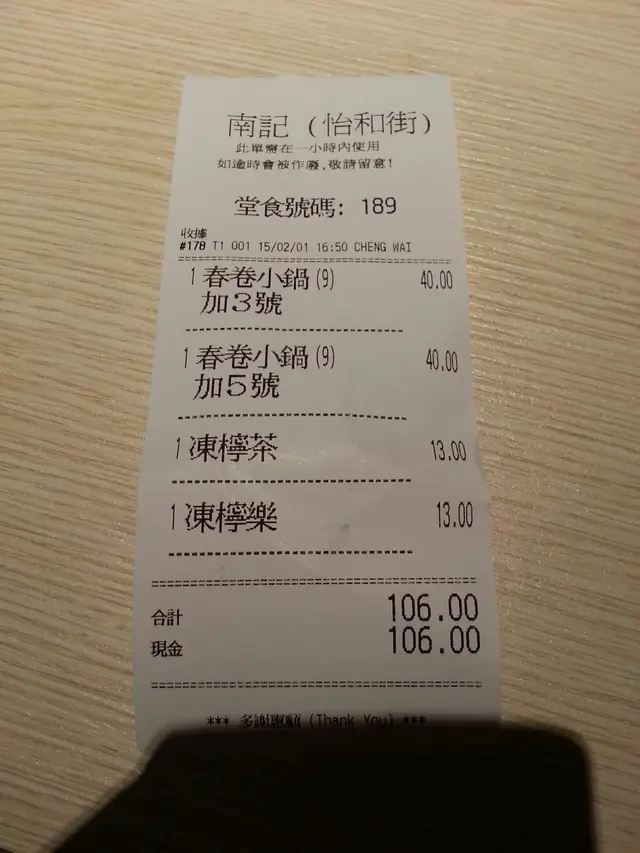 南記 (怡和街)
此單需在一小時內使用
如逾時會被作廢,敬請留意!
堂食號碼: 189
收據
#178 T1 001 15/02/01 16:50 CHENG WAI
1 春卷小鍋(9) 40.00
加3號
1 春卷小鍋(9) 40.00
加5號
1 凍檸茶 13.00
1 凍檸樂 13.00
合計 106.00
現金 106.00
*** 多謝惠顧 (Thank You) ***